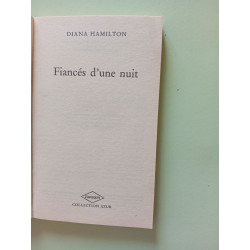 DIANA HAMILTON
Fiancés d'une nuit
COLLECTION AZUR